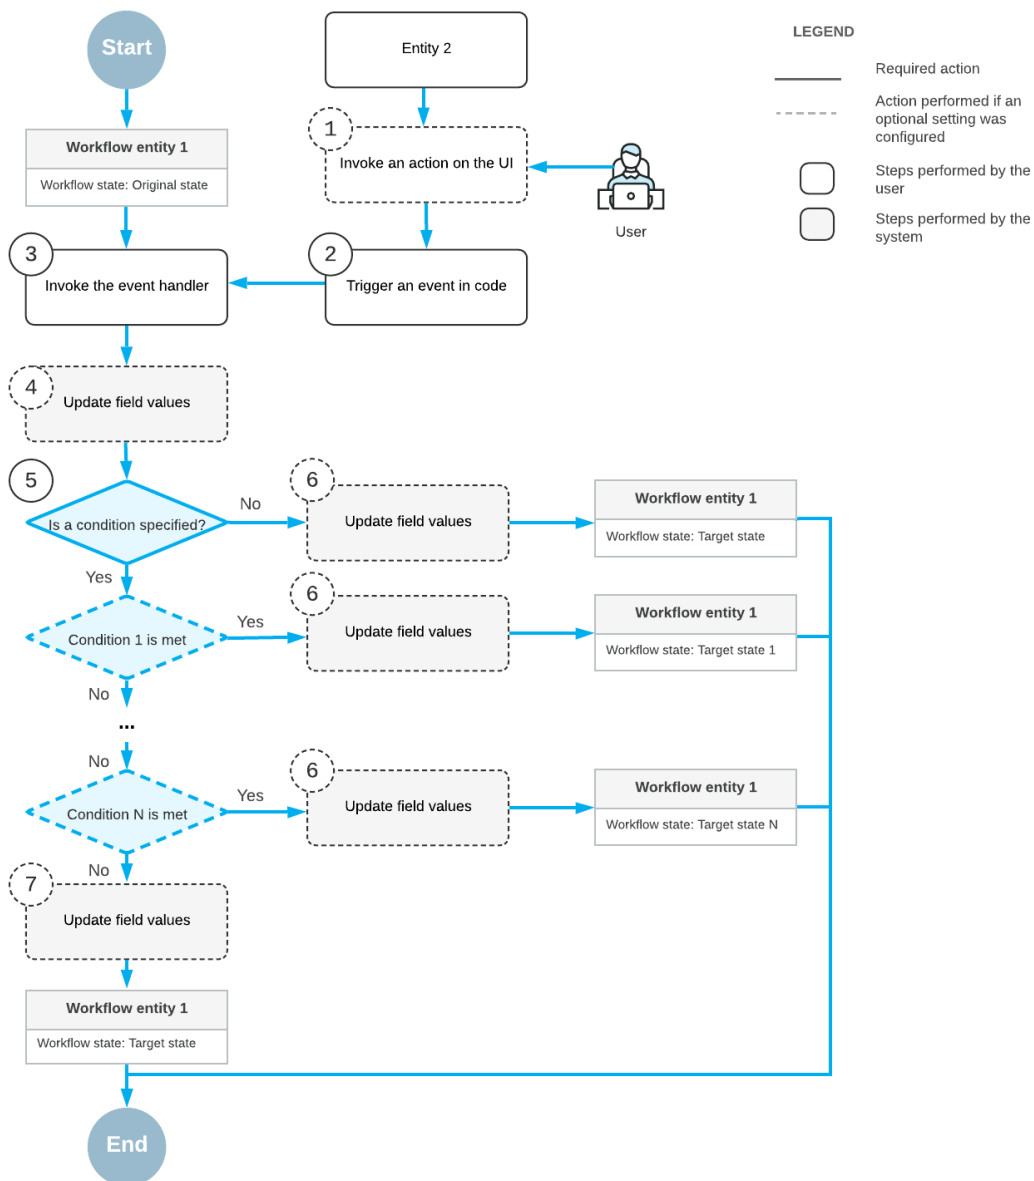 Start
Entity 2
LEGEND
Required action
Action performed if an
optional setting was
configured
Steps performed by the
user
Steps performed by the
system
1
Invoke an action on the UI
User
Workflow entity 1
Workflow state: Original state
3
Invoke the event handler
2
Trigger an event in code
4
Update field values
5
Is a condition specified?
No
6
Update field values
Workflow entity 1
Workflow state: Target state
Yes
Condition 1 is met
Yes
6
Update field values
Workflow entity 1
Workflow state: Target state 1
No
...
No
Condition N is met
Yes
6
Update field values
Workflow entity 1
Workflow state: Target state N
No
7
Update field values
Workflow entity 1
Workflow state: Target state
End